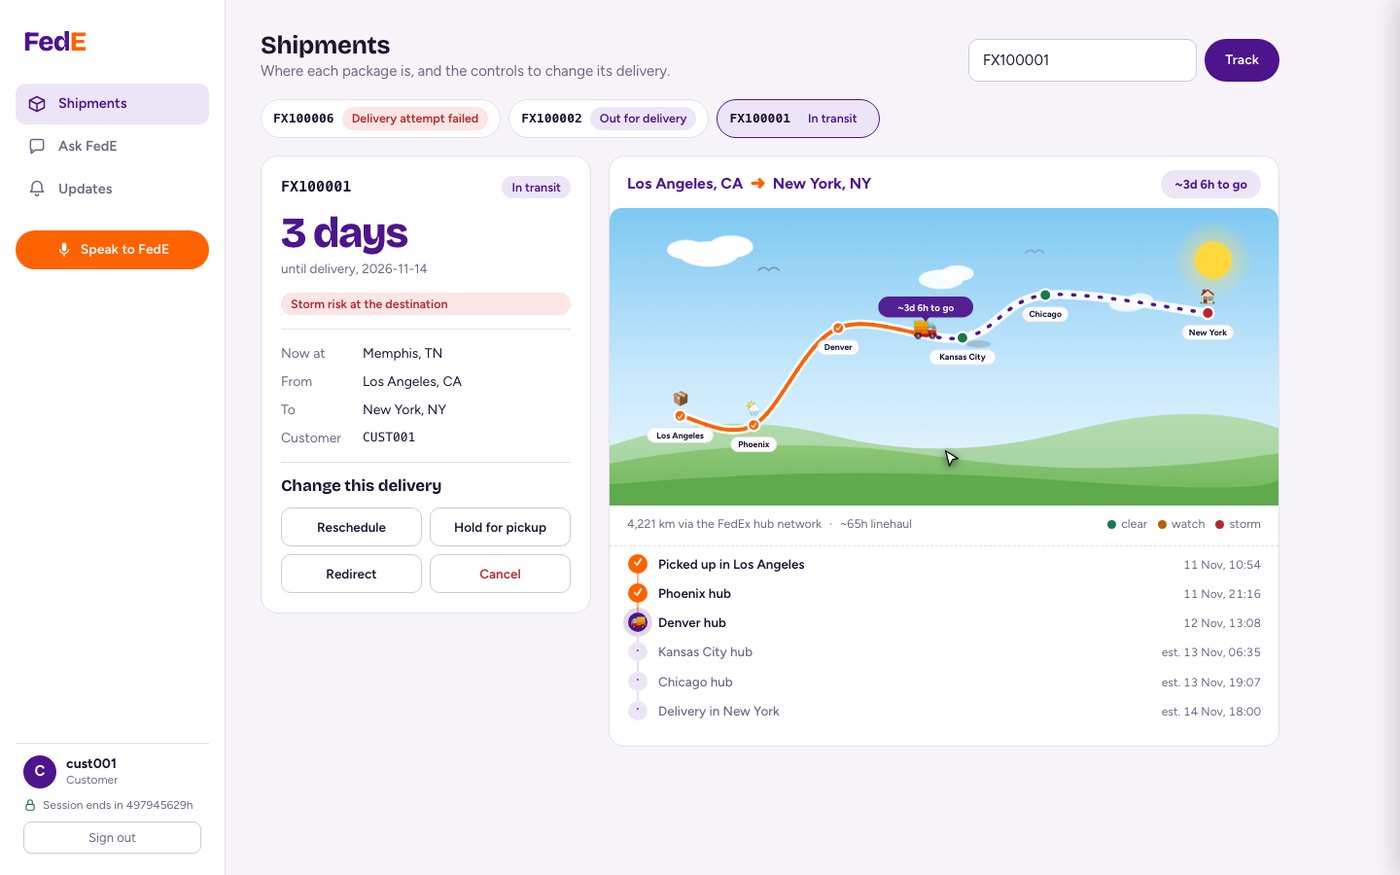 FedE
Shipments
Ask FedE
Updates
Speak to FedE
cust001
Customer
Session ends in 497945629h
Sign out
Shipments
Where each package is, and the controls to change its delivery.
FX100001
Track
FX100006 Delivery attempt failed
FX100002 Out for delivery
FX100001 In transit
FX100001 In transit
3 days
until delivery, 2026-11-14
Storm risk at the destination
Now at Memphis, TN
From Los Angeles, CA
To New York, NY
Customer CUST001
Change this delivery
Reschedule
Hold for pickup
Redirect
Cancel
Los Angeles, CA ➜ New York, NY
~3d 6h to go
~3d 6h to go
Chicago
New York
Denver
Kansas City
Los Angeles
Phoenix
4,221 km via the FedEx hub network · ~65h linehaul
clear watch storm
Picked up in Los Angeles 11 Nov, 10:54
Phoenix hub 11 Nov, 21:16
Denver hub 12 Nov, 13:08
Kansas City hub est. 13 Nov, 06:35
Chicago hub est. 13 Nov, 19:07
Delivery in New York est. 14 Nov, 18:00